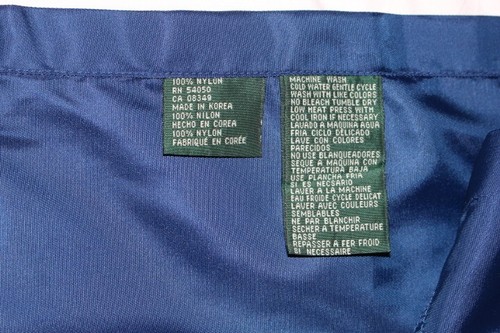 100% NYLON
RN 54050
CA 08349
MADE IN KOREA
100% NILON
HECHO EN COREA
100% NYLON
FABRIQUÉ EN CORÉE
MACHINE WASH
COLD WATER GENTLE CYCLE
WASH WITH LIKE COLORS
NO BLEACH TUMBLE DRY
LOW HEAT PRESS WITH
COOL IRON IF NECESSARY
LAVADO A MAQUINA AGUA
FRIA CICLO DELICADO
LAVE CON COLORES
PARECIDOS
NO USE BLANQUEADORES
SEQUE A MAQUINA CON
TEMPERATURA BAJA
USE PLANCHA FRIA
SI ES NECSARIO
LAVER A LA MACHINE
EAU FROIDE CYCLE DELICAT
LAVER AVEC COULEURS
SEMBLABLES
NE PAR BLANCHIR
SECHER A TEMPERATURE
BASSE
REPASSER A FER FROID
SI NECESSAIRE